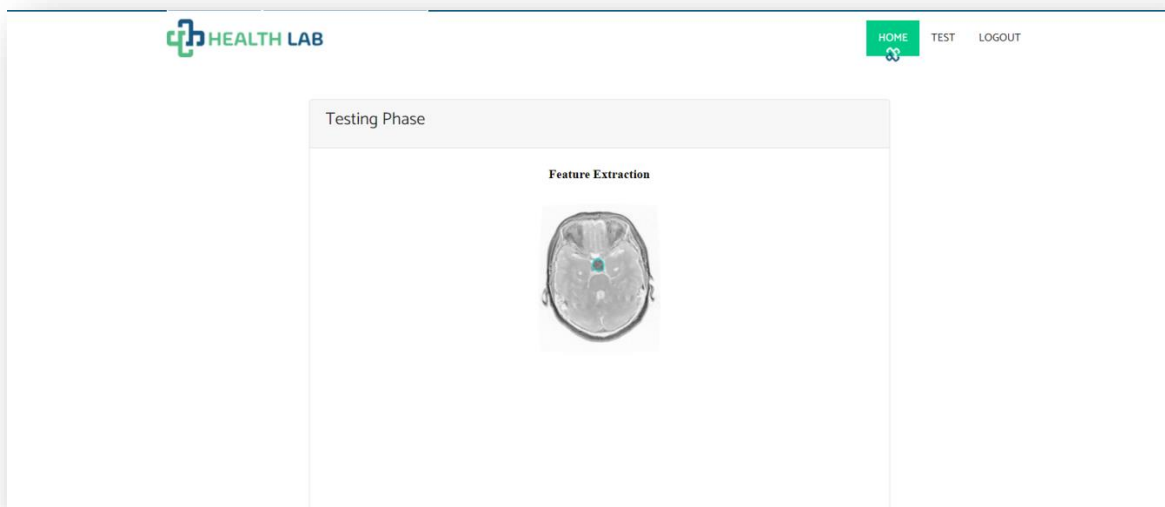 HEALTH LAB
HOME
TEST
LOGOUT
Testing Phase
Feature Extraction